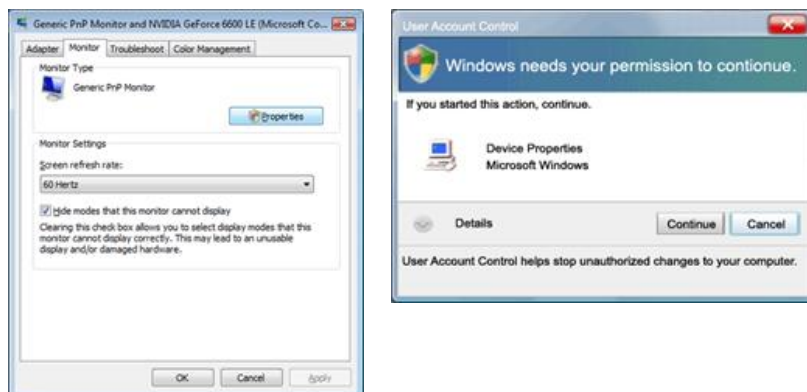 Generic PnP Monitor and NVIDIA GeForce 6600 LE (Microsoft Co...
Adapter Monitor Troubleshoot Color Management
Monitor Type
Generic PnP Monitor
Properties
Monitor Settings
Screen refresh rate:
60 Hertz
Hide modes that this monitor cannot display
Clearing this check box allows you to select display modes that this
monitor cannot display correctly. This may lead to an unusable
display and/or damaged hardware.
OK Cancel Apply
User Account Control
Windows needs your permission to contionue.
If you started this action, continue.
Device Properties
Microsoft Windows
Details Continue Cancel
User Account Control helps stop unauthorized changes to your computer.